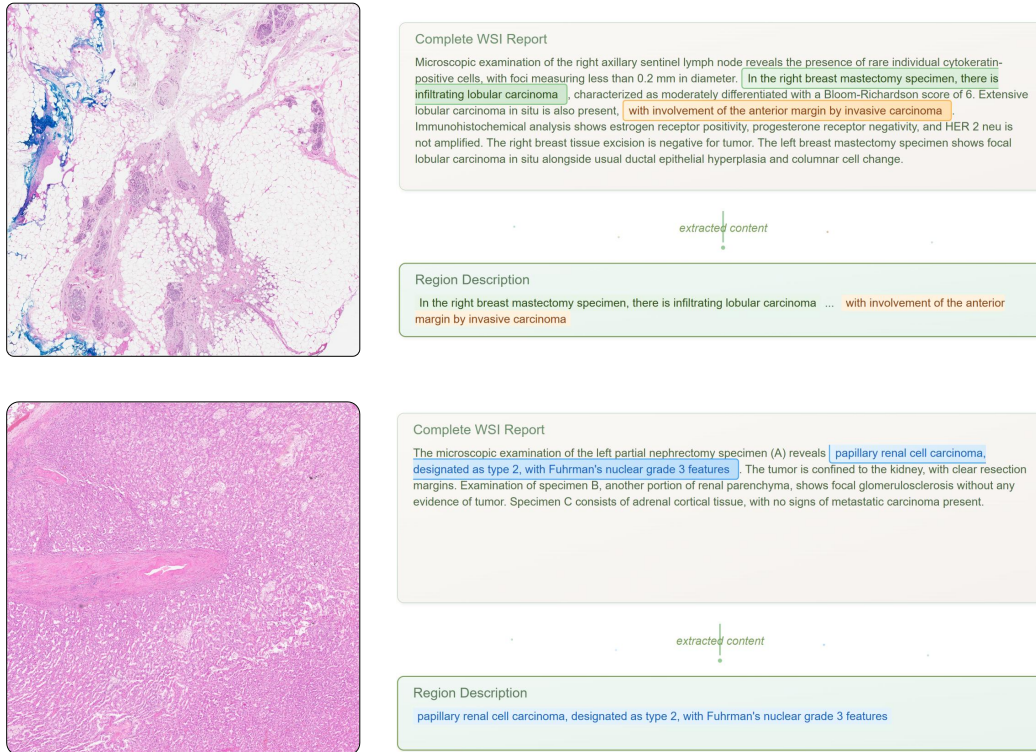 Complete WSI Report
Microscopic examination of the right axillary sentinel lymph node reveals the presence of rare individual cytokeratin-
positive cells, with foci measuring less than 0.2 mm in diameter. In the right breast mastectomy specimen, there is
infiltrating lobular carcinoma , characterized as moderately differentiated with a Bloom-Richardson score of 6. Extensive
lobular carcinoma in situ is also present, with involvement of the anterior margin by invasive carcinoma .
Immunohistochemical analysis shows estrogen receptor positivity, progesterone receptor negativity, and HER 2 neu is
not amplified. The right breast tissue excision is negative for tumor. The left breast mastectomy specimen shows focal
lobular carcinoma in situ alongside usual ductal epithelial hyperplasia and columnar cell change.
extracted content
Region Description
In the right breast mastectomy specimen, there is infiltrating lobular carcinoma ... with involvement of the anterior
margin by invasive carcinoma
Complete WSI Report
The microscopic examination of the left partial nephrectomy specimen (A) reveals papillary renal cell carcinoma,
designated as type 2, with Fuhrman's nuclear grade 3 features . The tumor is confined to the kidney, with clear resection
margins. Examination of specimen B, another portion of renal parenchyma, shows focal glomerulosclerosis without any
evidence of tumor. Specimen C consists of adrenal cortical tissue, with no signs of metastatic carcinoma present.
extracted content
Region Description
papillary renal cell carcinoma, designated as type 2, with Fuhrman's nuclear grade 3 features